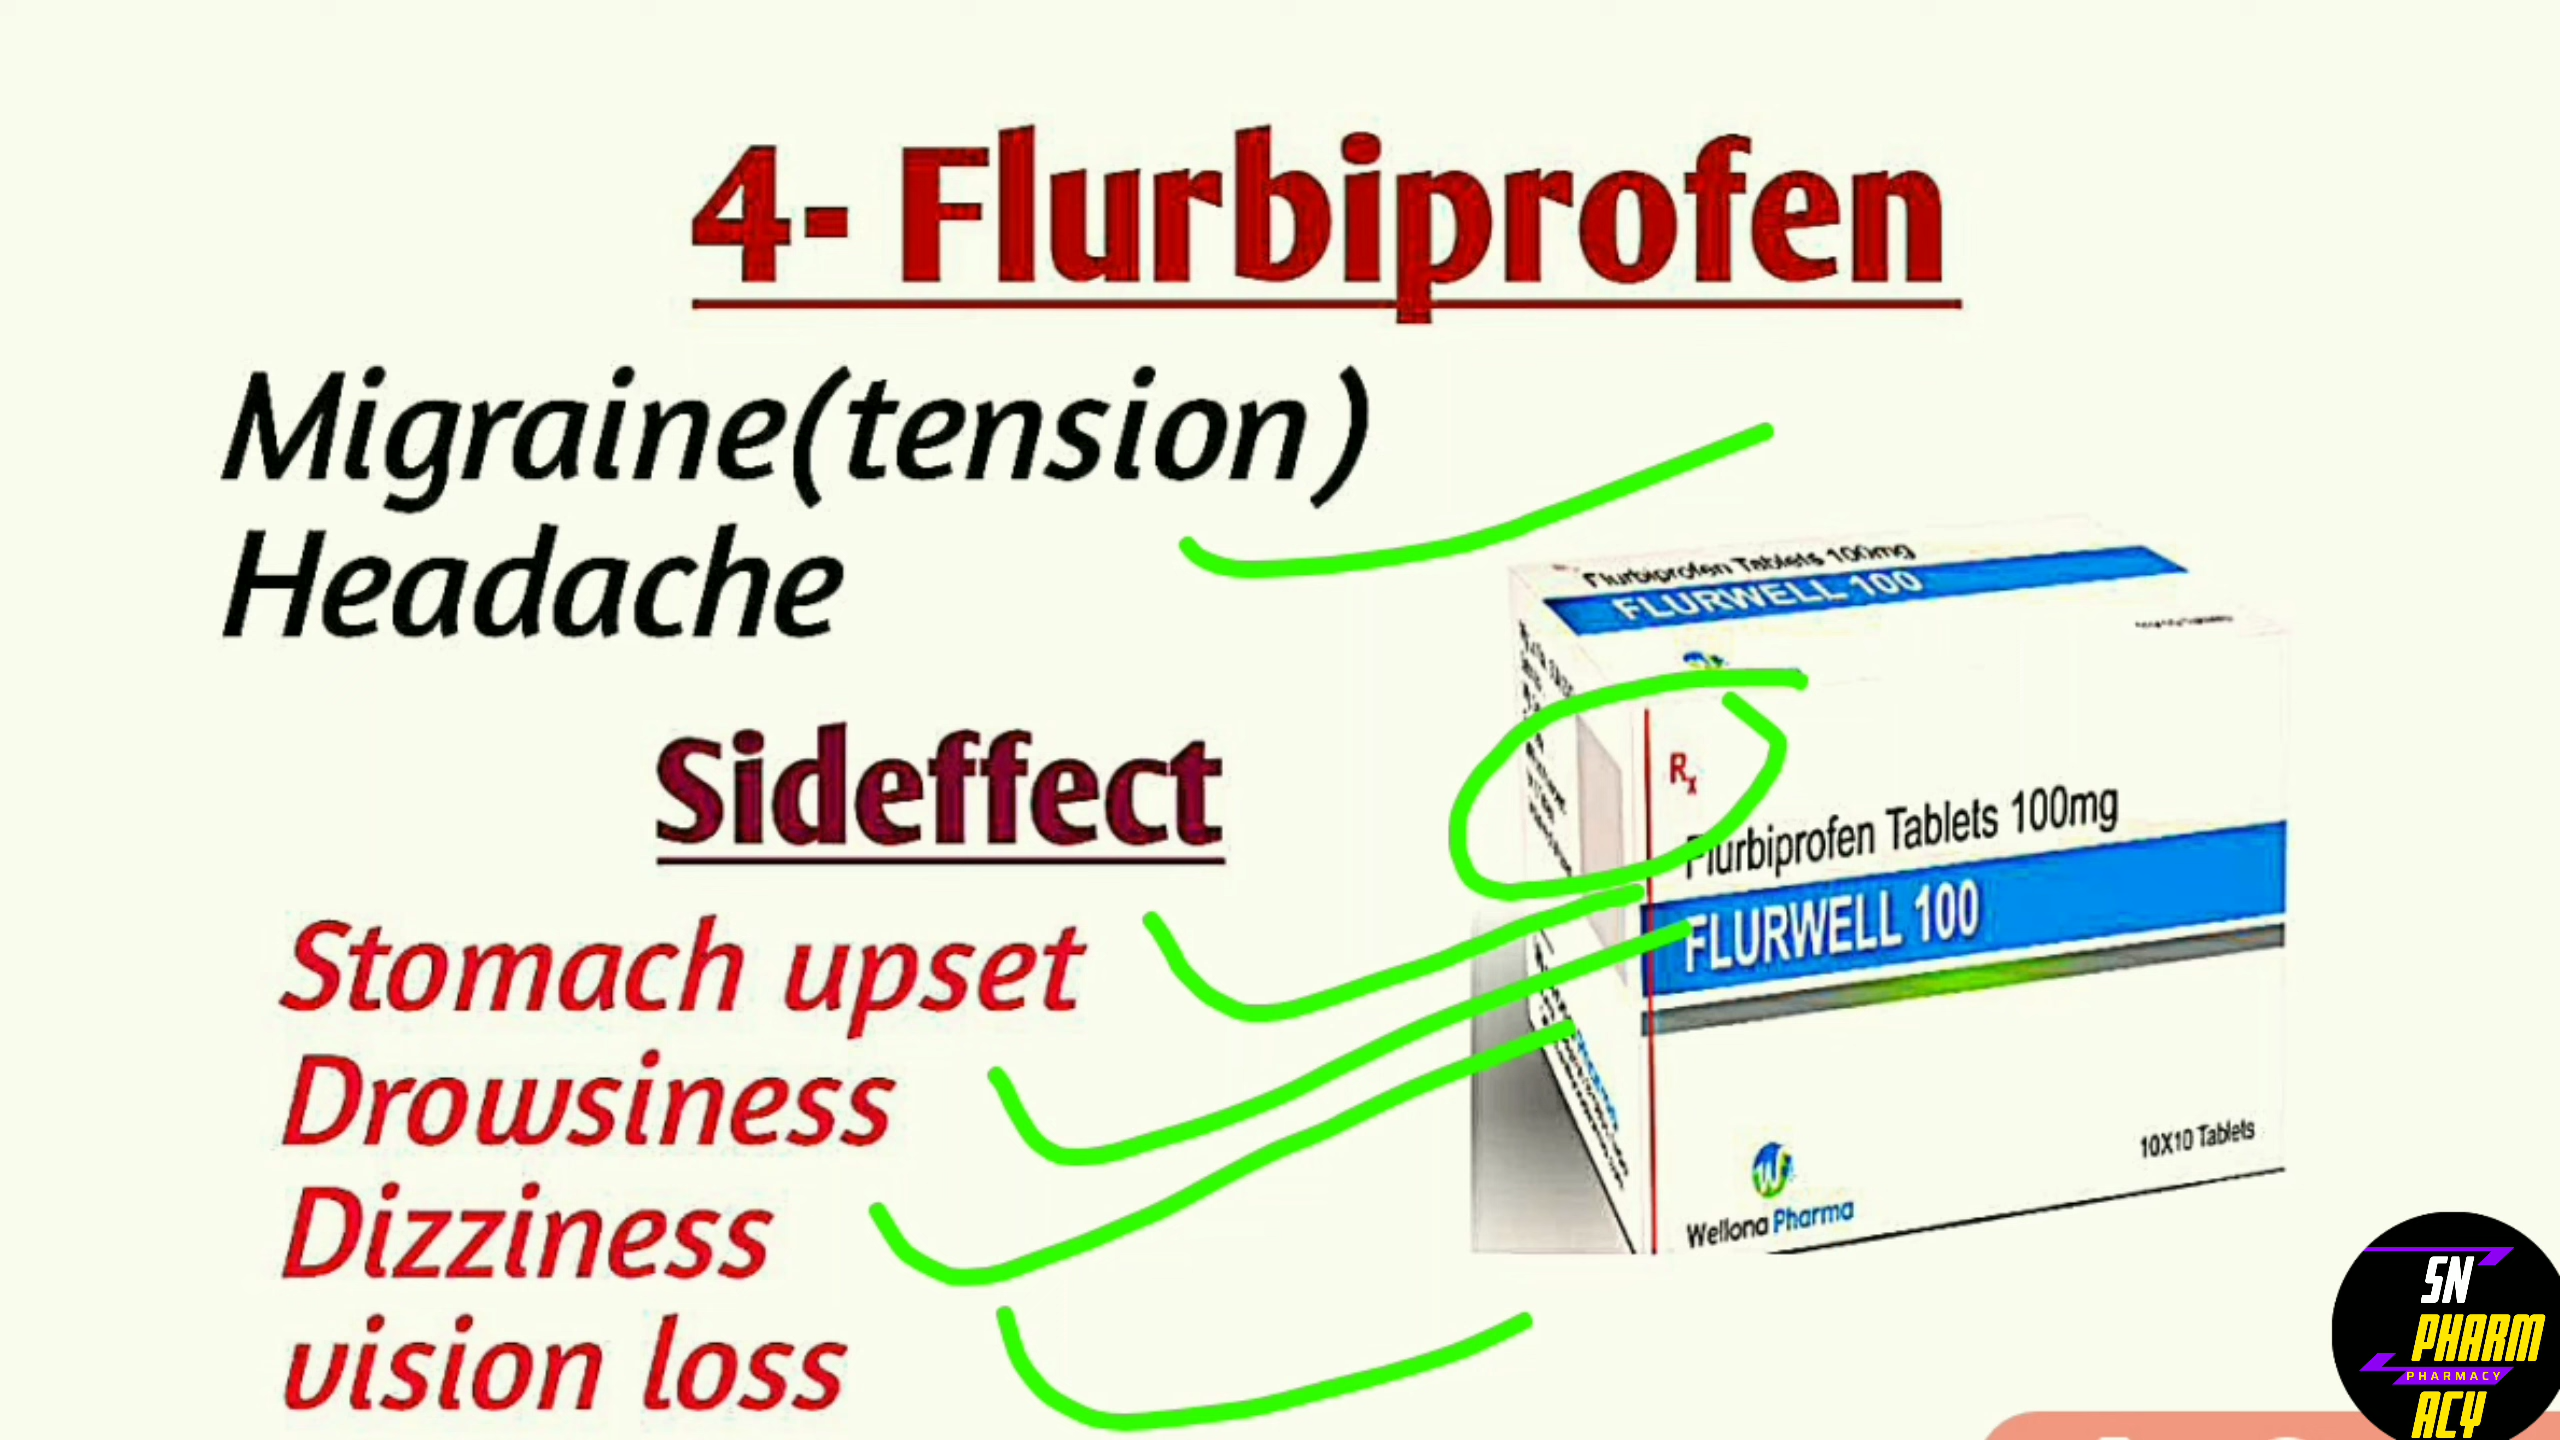 4- Flurbiprofen
Migraine(tension)
Headache
Sideffect
Stomach upset
Drowsiness
Dizziness
vision loss
Flurbiprofen Tablets 100mg
FLURWELL 100
Rx
Flurbiprofen Tablets 100mg
FLURWELL 100
10X10 Tablets
Wellona Pharma
SN
PHARM
PHARMACY
ACY